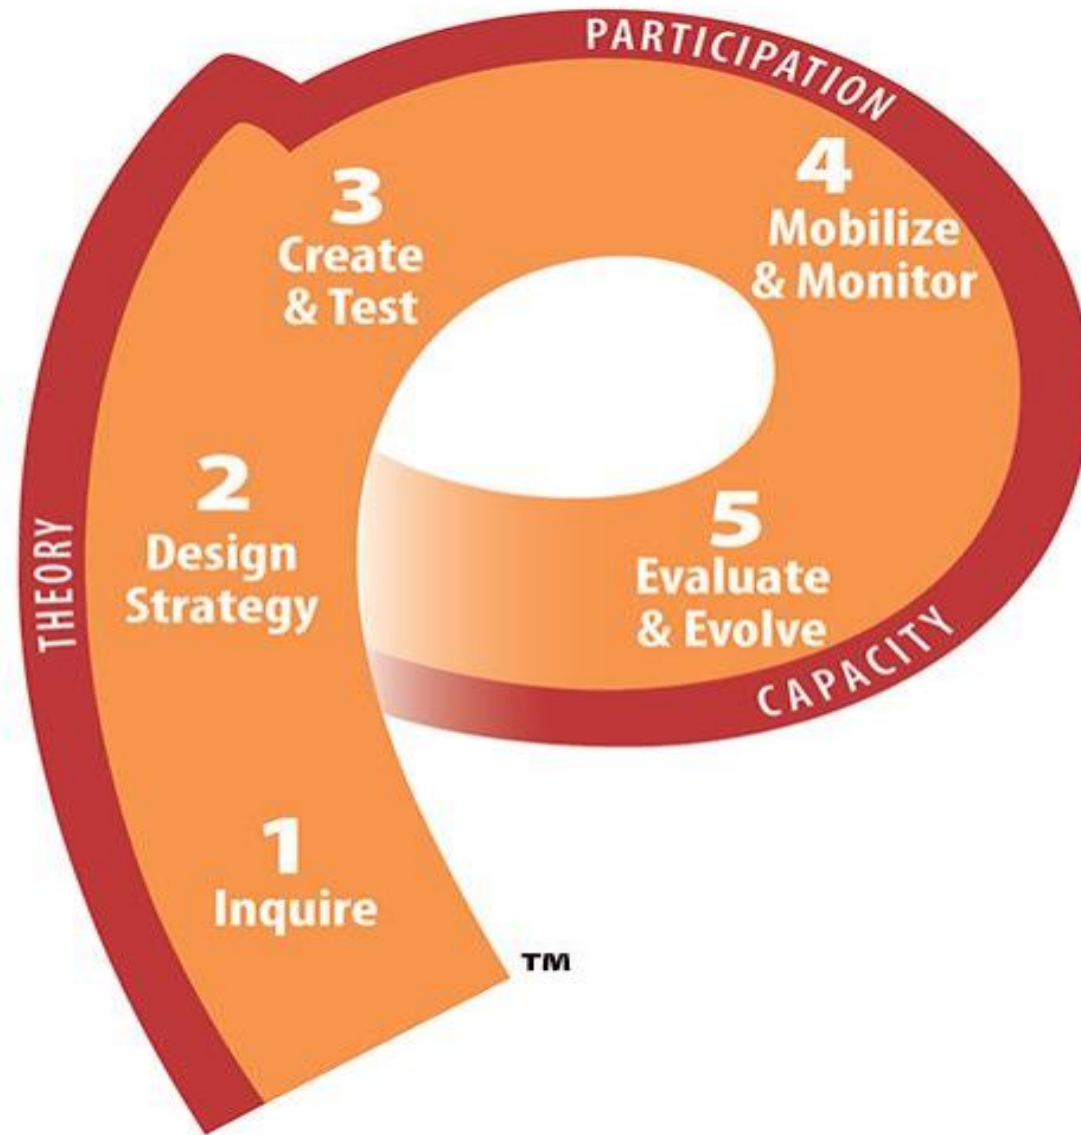 PARTICIPATION
3
Create
& Test
4
Mobilize
& Monitor
2
Design
Strategy
THEORY
5
Evaluate
& Evolve
CAPACITY
1
Inquire
TM